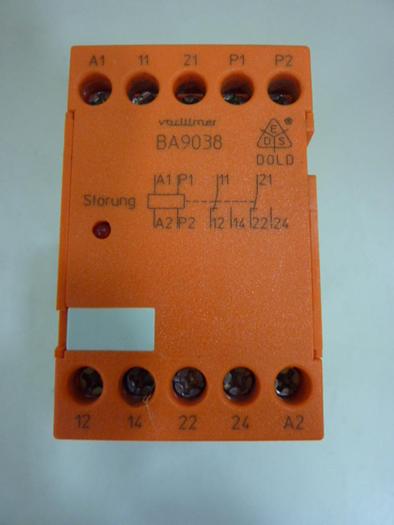 A1 11 21 P1 P2
BA9038
E
D S ®
DOLD
A1 P1 11 21
Störung
A2 P2 12 14 22 24
12 14 22 24 A2